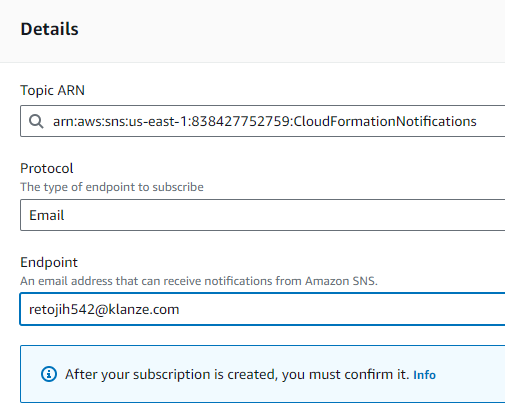 Details
Topic ARN
arn:aws:sns:us-east-1:838427752759:CloudFormationNotifications
Protocol
The type of endpoint to subscribe
Email
Endpoint
An email address that can receive notifications from Amazon SNS.
retojih542@klanze.com
After your subscription is created, you must confirm it. Info